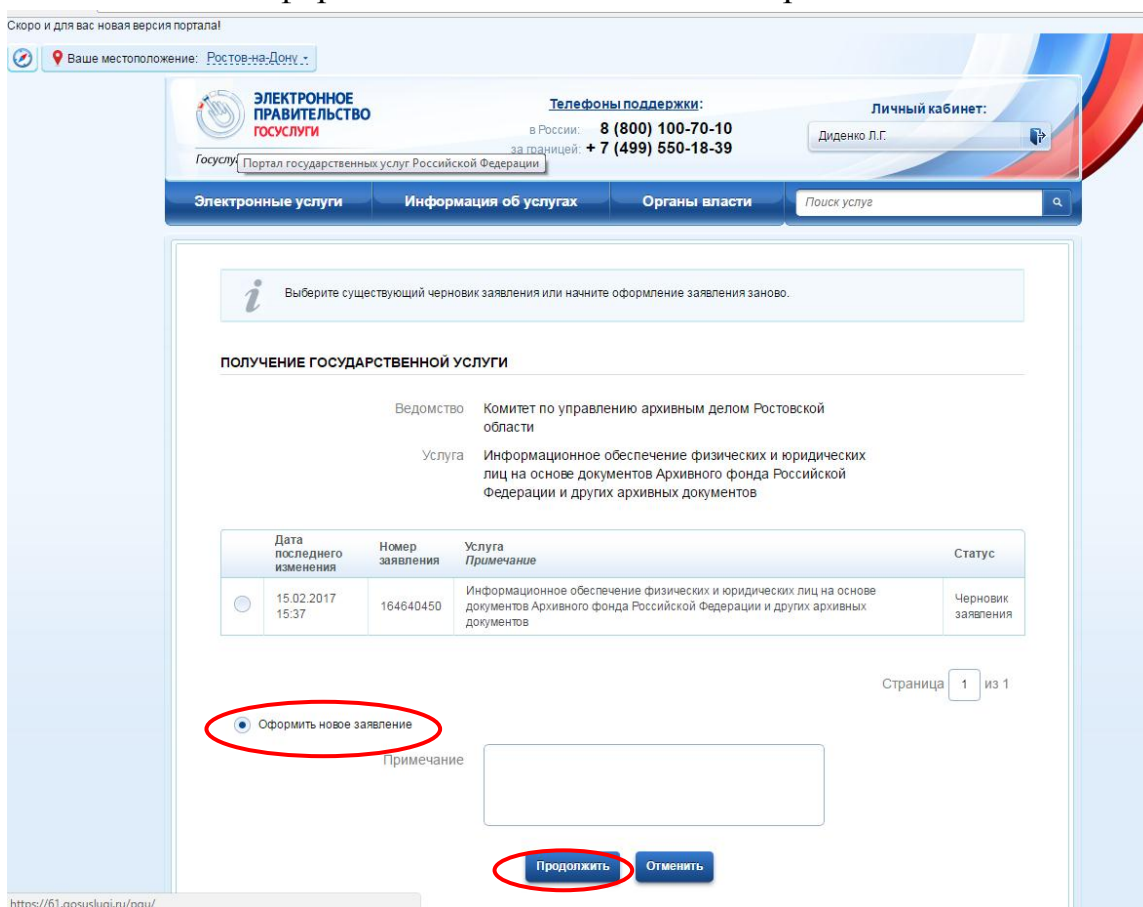 Скоро и для вас новая версия портала!
Ваше местоположение: Ростов-на-Дону
ЭЛЕКТРОННОЕ
ПРАВИТЕЛЬСТВО
ГОСУСЛУГИ
Телефоны поддержки:
в России: 8 (800) 100-70-10
за границей: + 7 (499) 550-18-39
Личный кабинет:
Диденко Л.Г.
Портал государственных услуг Российской Федерации
Электронные услуги Информация об услугах Органы власти Поиск услуг
Выберите существующий черновик заявления или начните оформление заявления заново.
ПОЛУЧЕНИЕ ГОСУДАРСТВЕННОЙ УСЛУГИ
Ведомство Комитет по управлению архивным делом Ростовской
области
Услуга Информационное обеспечение физических и юридических
лиц на основе документов Архивного фонда Российской
Федерации и других архивных документов
Дата
последнего
изменения
Номер
заявления
Услуга
Примечание
Статус
15.02.2017
15:37
164640450
Информационное обеспечение физических и юридических лиц на основе
документов Архивного фонда Российской Федерации и других архивных
документов
Черновик
заявления
Страница 1 из 1
Оформить новое заявление
Примечание
Продолжить Отменить
https://61.gosuslugi.ru/pgu/